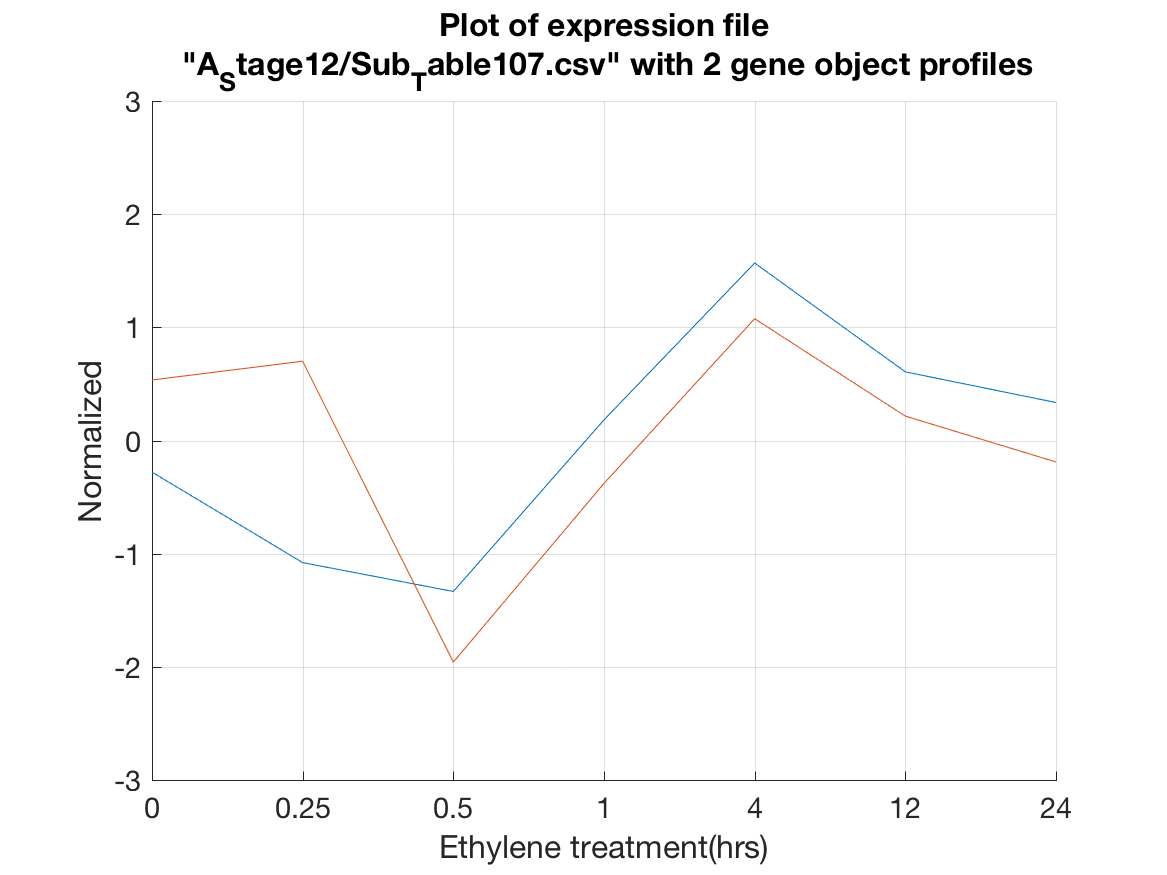 Plot of expression file
"A_Stage12/Sub_Table107.csv" with 2 gene object profiles
3
2
1
0
-1
-2
-3
Normalized
0 0.25 0.5 1 4 12 24
Ethylene treatment(hrs)